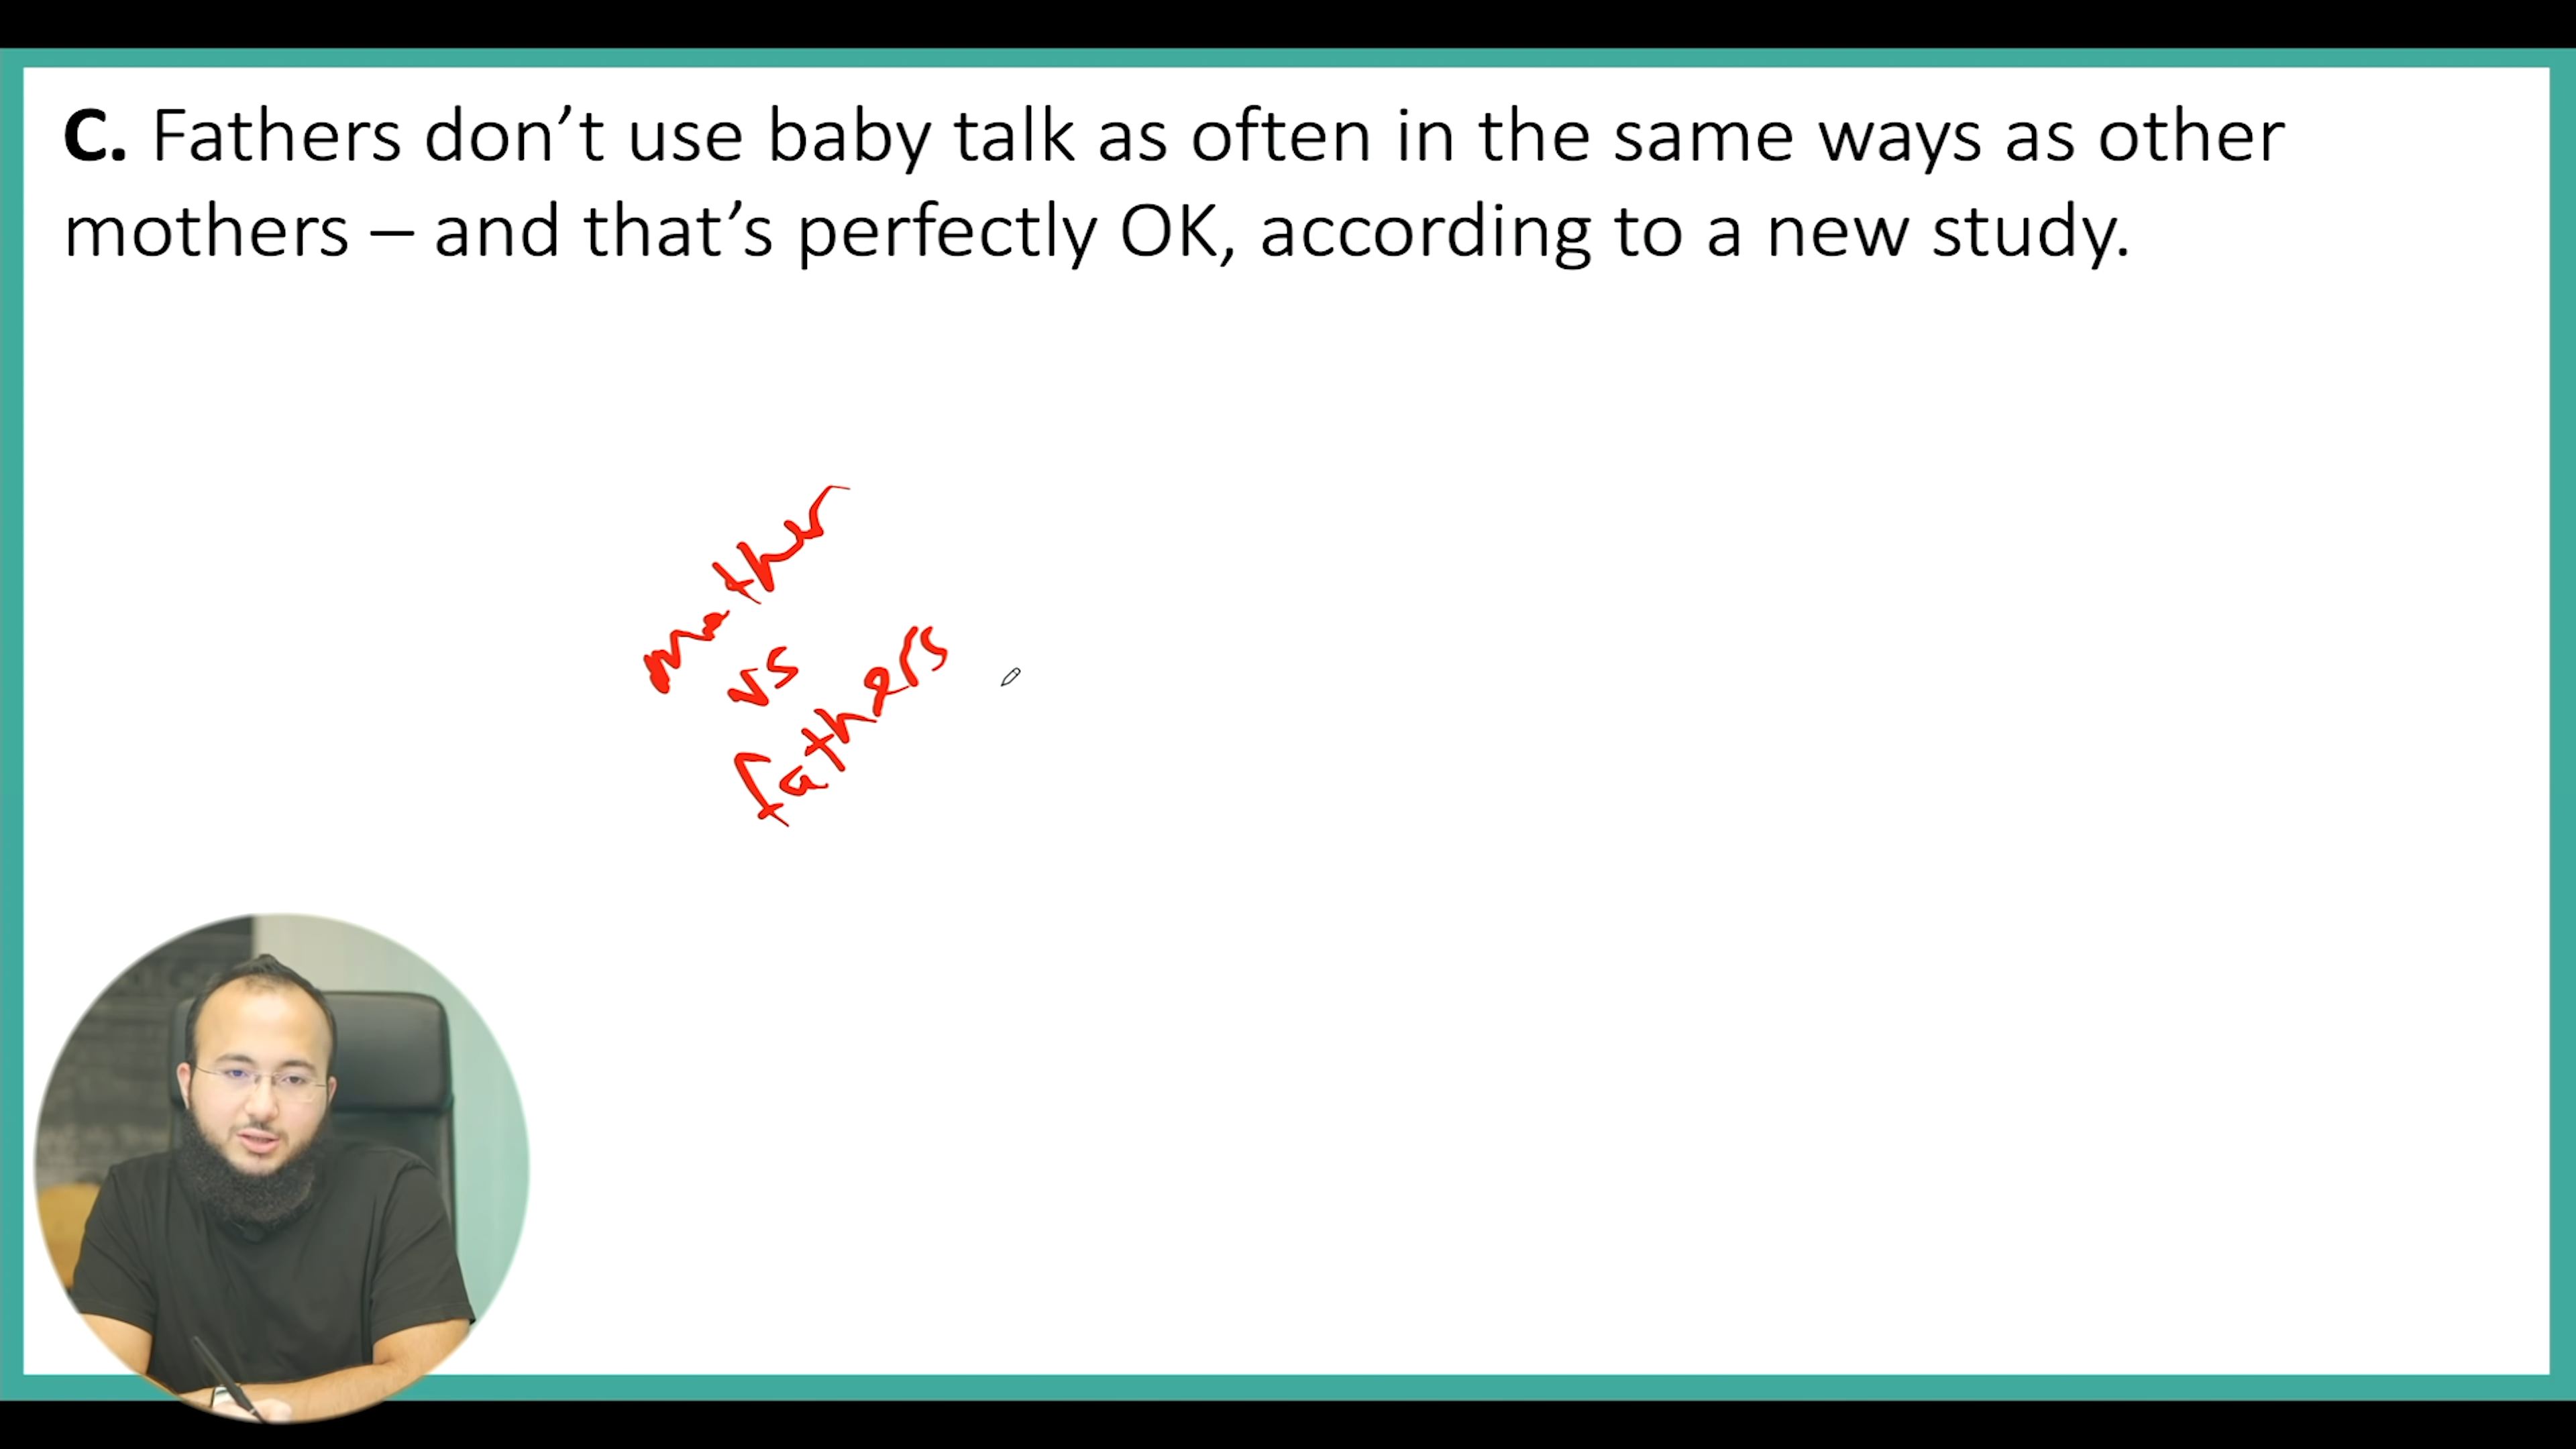 C. Fathers don’t use baby talk as often in the same ways as other
mothers – and that’s perfectly OK, according to a new study.
mother
vs
fathers